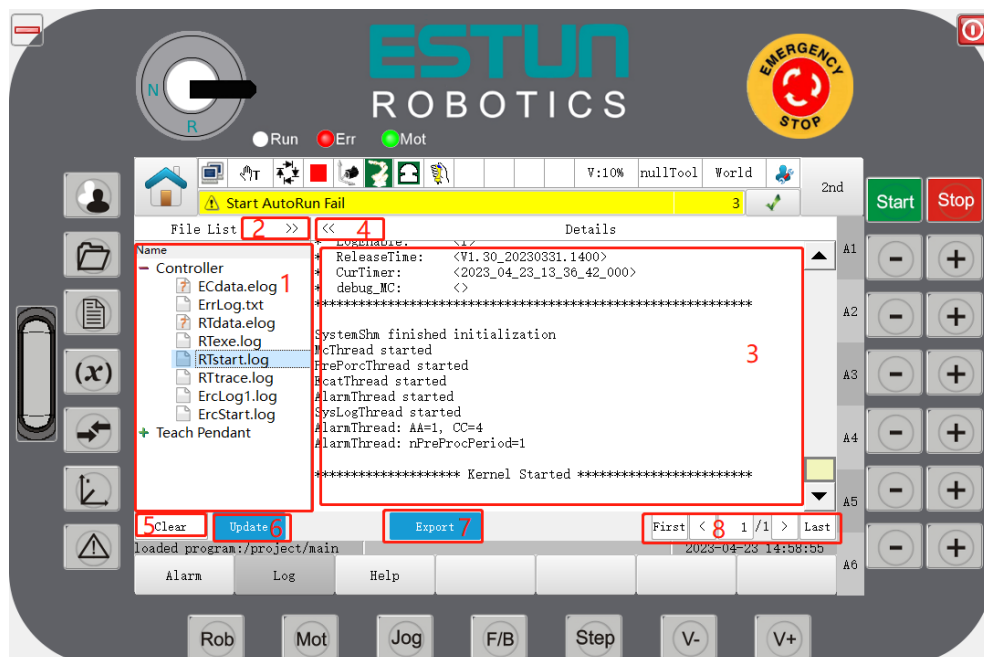 ESTUN
ROBOTICS
EMERGENCY
STOP
N
R
Run Err Mot
T V:10% nullTool World 2nd
Start AutoRun Fail 3
Start Stop
File List 2 >> << 4 Details
Name
Controller
ECdata.elog 1
ErrLog.txt
RTdata.elog
RTexe.log
RTstart.log
RTtrace.log
ErcLog1.log
ErcStart.log
Teach Pendant
* LogEnable: <1>
* ReleaseTime: <V1.30_20230331.1400>
* CurTimer: <2023_04_23_13_36_42_000>
* debug_MC: <>
******************************************************
SystemShm finished initialization
McThread started
PrePorcThread started
EcatThread started
AlarmThread started
SysLogThread started
AlarmThread: AA=1, CC=4
AlarmThread: nPreProcPeriod=1
******************** Kernel Started ************************
3
A1 - +
A2 - +
A3 - +
A4 - +
A5 - +
A6 - +
(x)
5 Clear Update 6 Export 7 First < 8 1 /1 > Last
loaded program:/project/main 2023-04-23 14:58:55
Alarm Log Help
Rob Mot Jog F/B Step V- V+